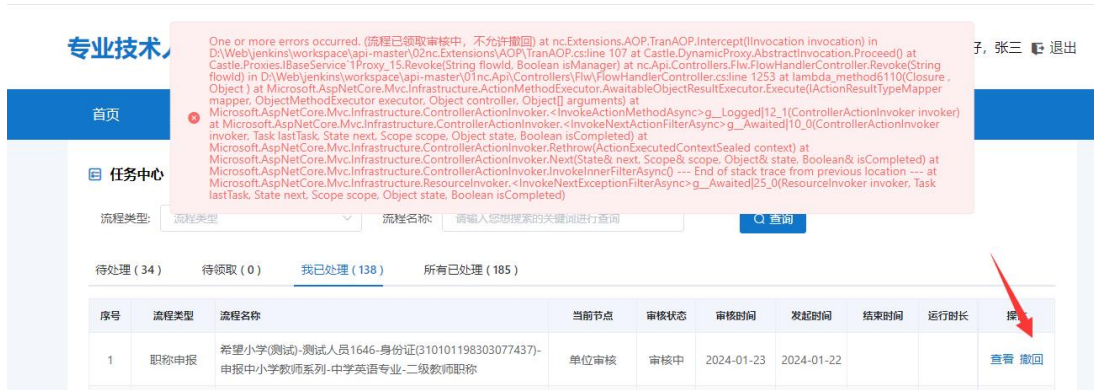 专业技术
One or more errors occurred. (流程已领取审核中，不允许撤回) at nc.Extensions.AOP.TranAOP.Intercept(IInvocation invocation) in
D:\Web\jenkins\workspace\api-master\02nc.Extensions\AOP\TranAOP.cs:line 107 at Castle.DynamicProxy.AbstractInvocation.Proceed() at
Castle.Proxies.IBaseService`1Proxy_15.Revoke(String flowId, Boolean isManager) at nc.Api.Controllers.Flw.FlowHandleController.Revoke(String
flowId) in D:\Web\jenkins\workspace\api-master\01nc.Api\Controllers\Flw\FlowHandleController.cs:line 1253 at lambda_method6110(Closure ,
Object ) at Microsoft.AspNetCore.Mvc.Infrastructure.ActionMethodExecutor.AwaitableObjectResultExecutor.Execute(IActionResultTypeMapper
mapper, ObjectMethodExecutor executor, Object controller, Object[] arguments) at
Microsoft.AspNetCore.Mvc.Infrastructure.ControllerActionInvoker.<InvokeActionMethodAsync>g__Logged|12_1(ControllerActionInvoker invoker)
at Microsoft.AspNetCore.Mvc.Infrastructure.ControllerActionInvoker.<InvokeNextActionFilterAsync>g__Awaited|10_0(ControllerActionInvoker
invoker, Task lastTask, State next, Scope scope, Object state, Boolean isCompleted) at
Microsoft.AspNetCore.Mvc.Infrastructure.ControllerActionInvoker.Rethrow(ActionExecutedContextSealed context) at
Microsoft.AspNetCore.Mvc.Infrastructure.ControllerActionInvoker.Next(State& next, Scope& scope, Object& state, Boolean& isCompleted) at
Microsoft.AspNetCore.Mvc.Infrastructure.ControllerActionInvoker.InvokeInnerFilterAsync() --- End of stack trace from previous location --- at
Microsoft.AspNetCore.Mvc.Infrastructure.ResourceInvoker.<InvokeNextExceptionFilterAsync>g__Awaited|25_0(ResourceInvoker invoker, Task
lastTask, State next, Scope scope, Object state, Boolean isCompleted)
张三 退出
首页
任务中心
流程类型: 流程类型 流程名称: 请输入您想搜索的关键词进行查询 查询
待处理 ( 34 ) 待领取 ( 0 ) 我已处理 ( 138 ) 所有已处理 ( 185 )
序号 流程类型 流程名称 当前节点 审核状态 审核时间 发起时间 结束时间 运行时长 操
1 职称申报 希望小学(测试)-测试人员1646-身份证(310101198303077437)- 单位审核 审核中 2024-01-23 2024-01-22 查看 撤回
申报中小学教师系列-中学英语专业-二级教师职称